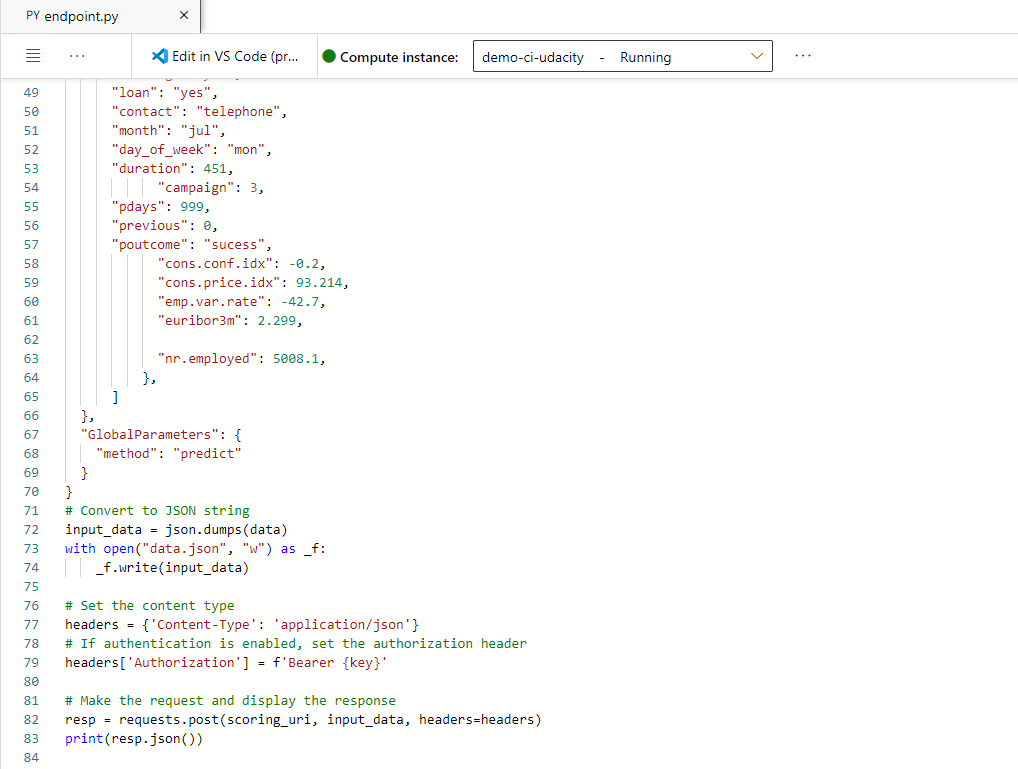 PY endpoint.py ×
··· Edit in VS Code (pr... Compute instance: demo-ci-udacity - Running ···
49 "loan": "yes",
50 "contact": "telephone",
51 "month": "jul",
52 "day_of_week": "mon",
53 "duration": 451,
54 "campaign": 3,
55 "pdays": 999,
56 "previous": 0,
57 "poutcome": "sucess",
58 "cons.conf.idx": -0.2,
59 "cons.price.idx": 93.214,
60 "emp.var.rate": -42.7,
61 "euribor3m": 2.299,
62
63 "nr.employed": 5008.1,
64 },
65 ]
66 },
67 "GlobalParameters": {
68 "method": "predict"
69 }
70 }
71 # Convert to JSON string
72 input_data = json.dumps(data)
73 with open("data.json", "w") as _f:
74 _f.write(input_data)
75
76 # Set the content type
77 headers = {'Content-Type': 'application/json'}
78 # If authentication is enabled, set the authorization header
79 headers['Authorization'] = f'Bearer {key}'
80
81 # Make the request and display the response
82 resp = requests.post(scoring_uri, input_data, headers=headers)
83 print(resp.json())
84